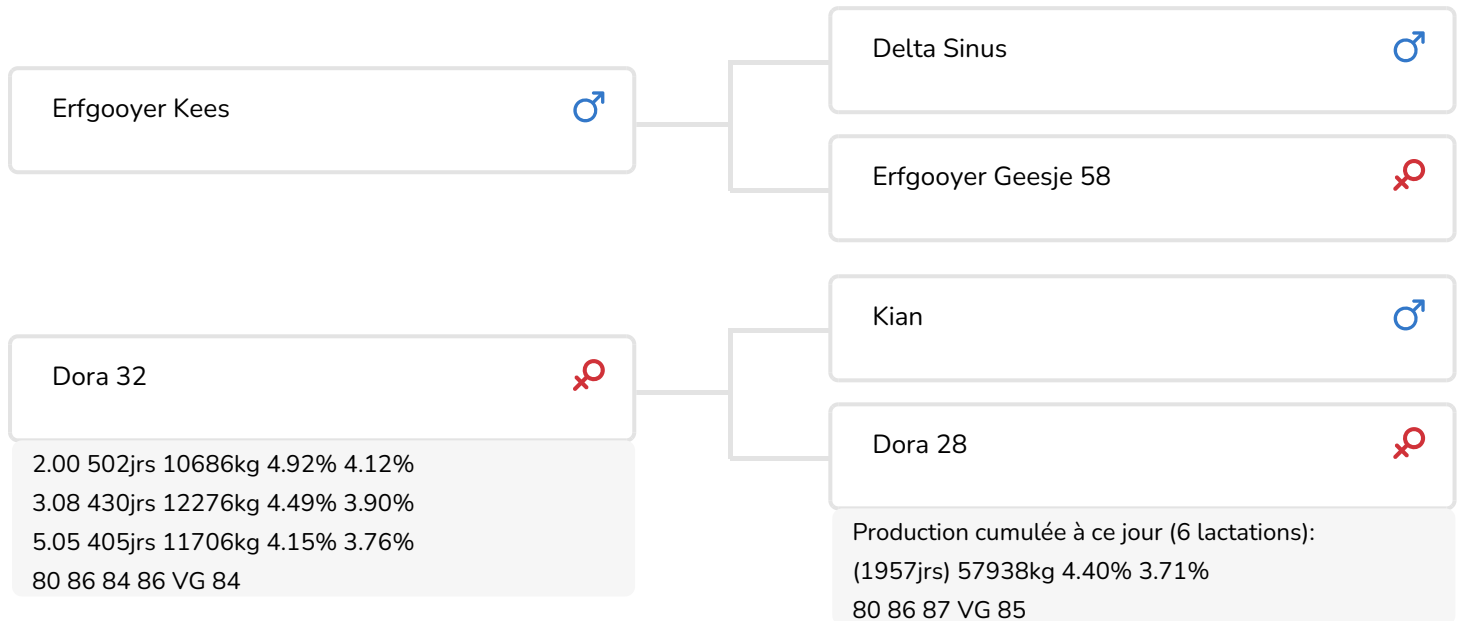 Erfgooyer Kees
Delta Sinus
Erfgooyer Geesje 58
Dora 32
2.00 502jrs 10686kg 4.92% 4.12%
3.08 430jrs 12276kg 4.49% 3.90%
5.05 405jrs 11706kg 4.15% 3.76%
80 86 84 86 VG 84
Kian
Dora 28
Production cumulée à ce jour (6 lactations):
(1957jrs) 57938kg 4.40% 3.71%
80 86 87 VG 85